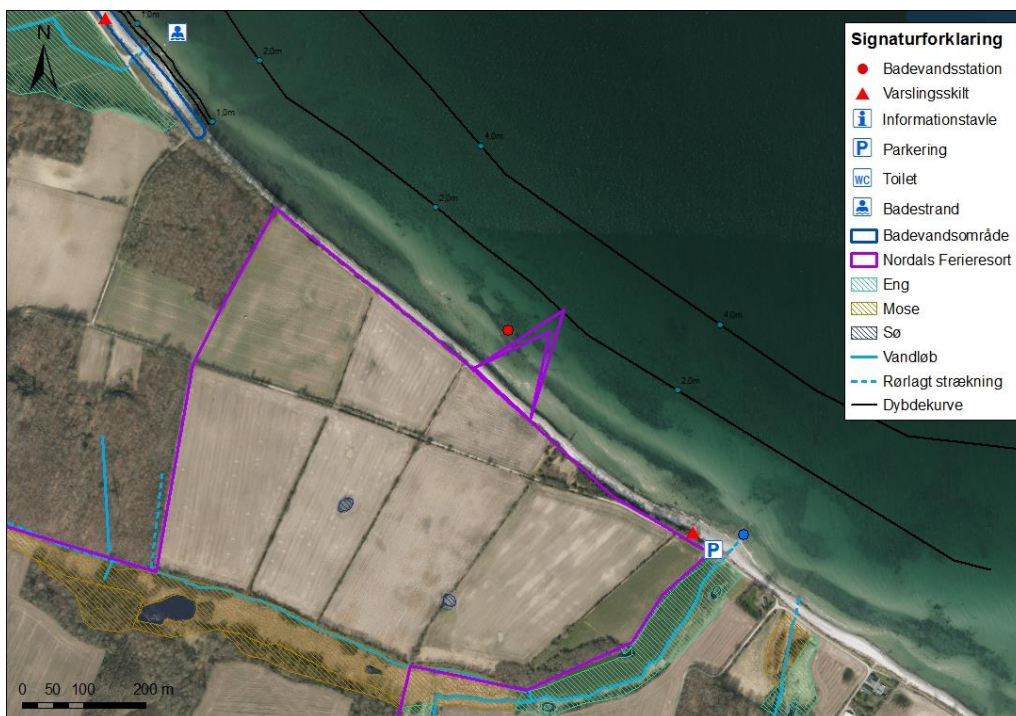 1,0m
N
2,0m
1,0m
4,0m
2,0m
4,0m
2,0m
P
0 50 100 200 m
Signaturforklaring
Badevandsstation
Varslingsskilt
i Informationstavle
P Parkering
WC Toilet
Badestrand
Badevandsområde
Nordals Ferieresort
Eng
Mose
Sø
Vandløb
Rørlagt strækning
Dybdekurve